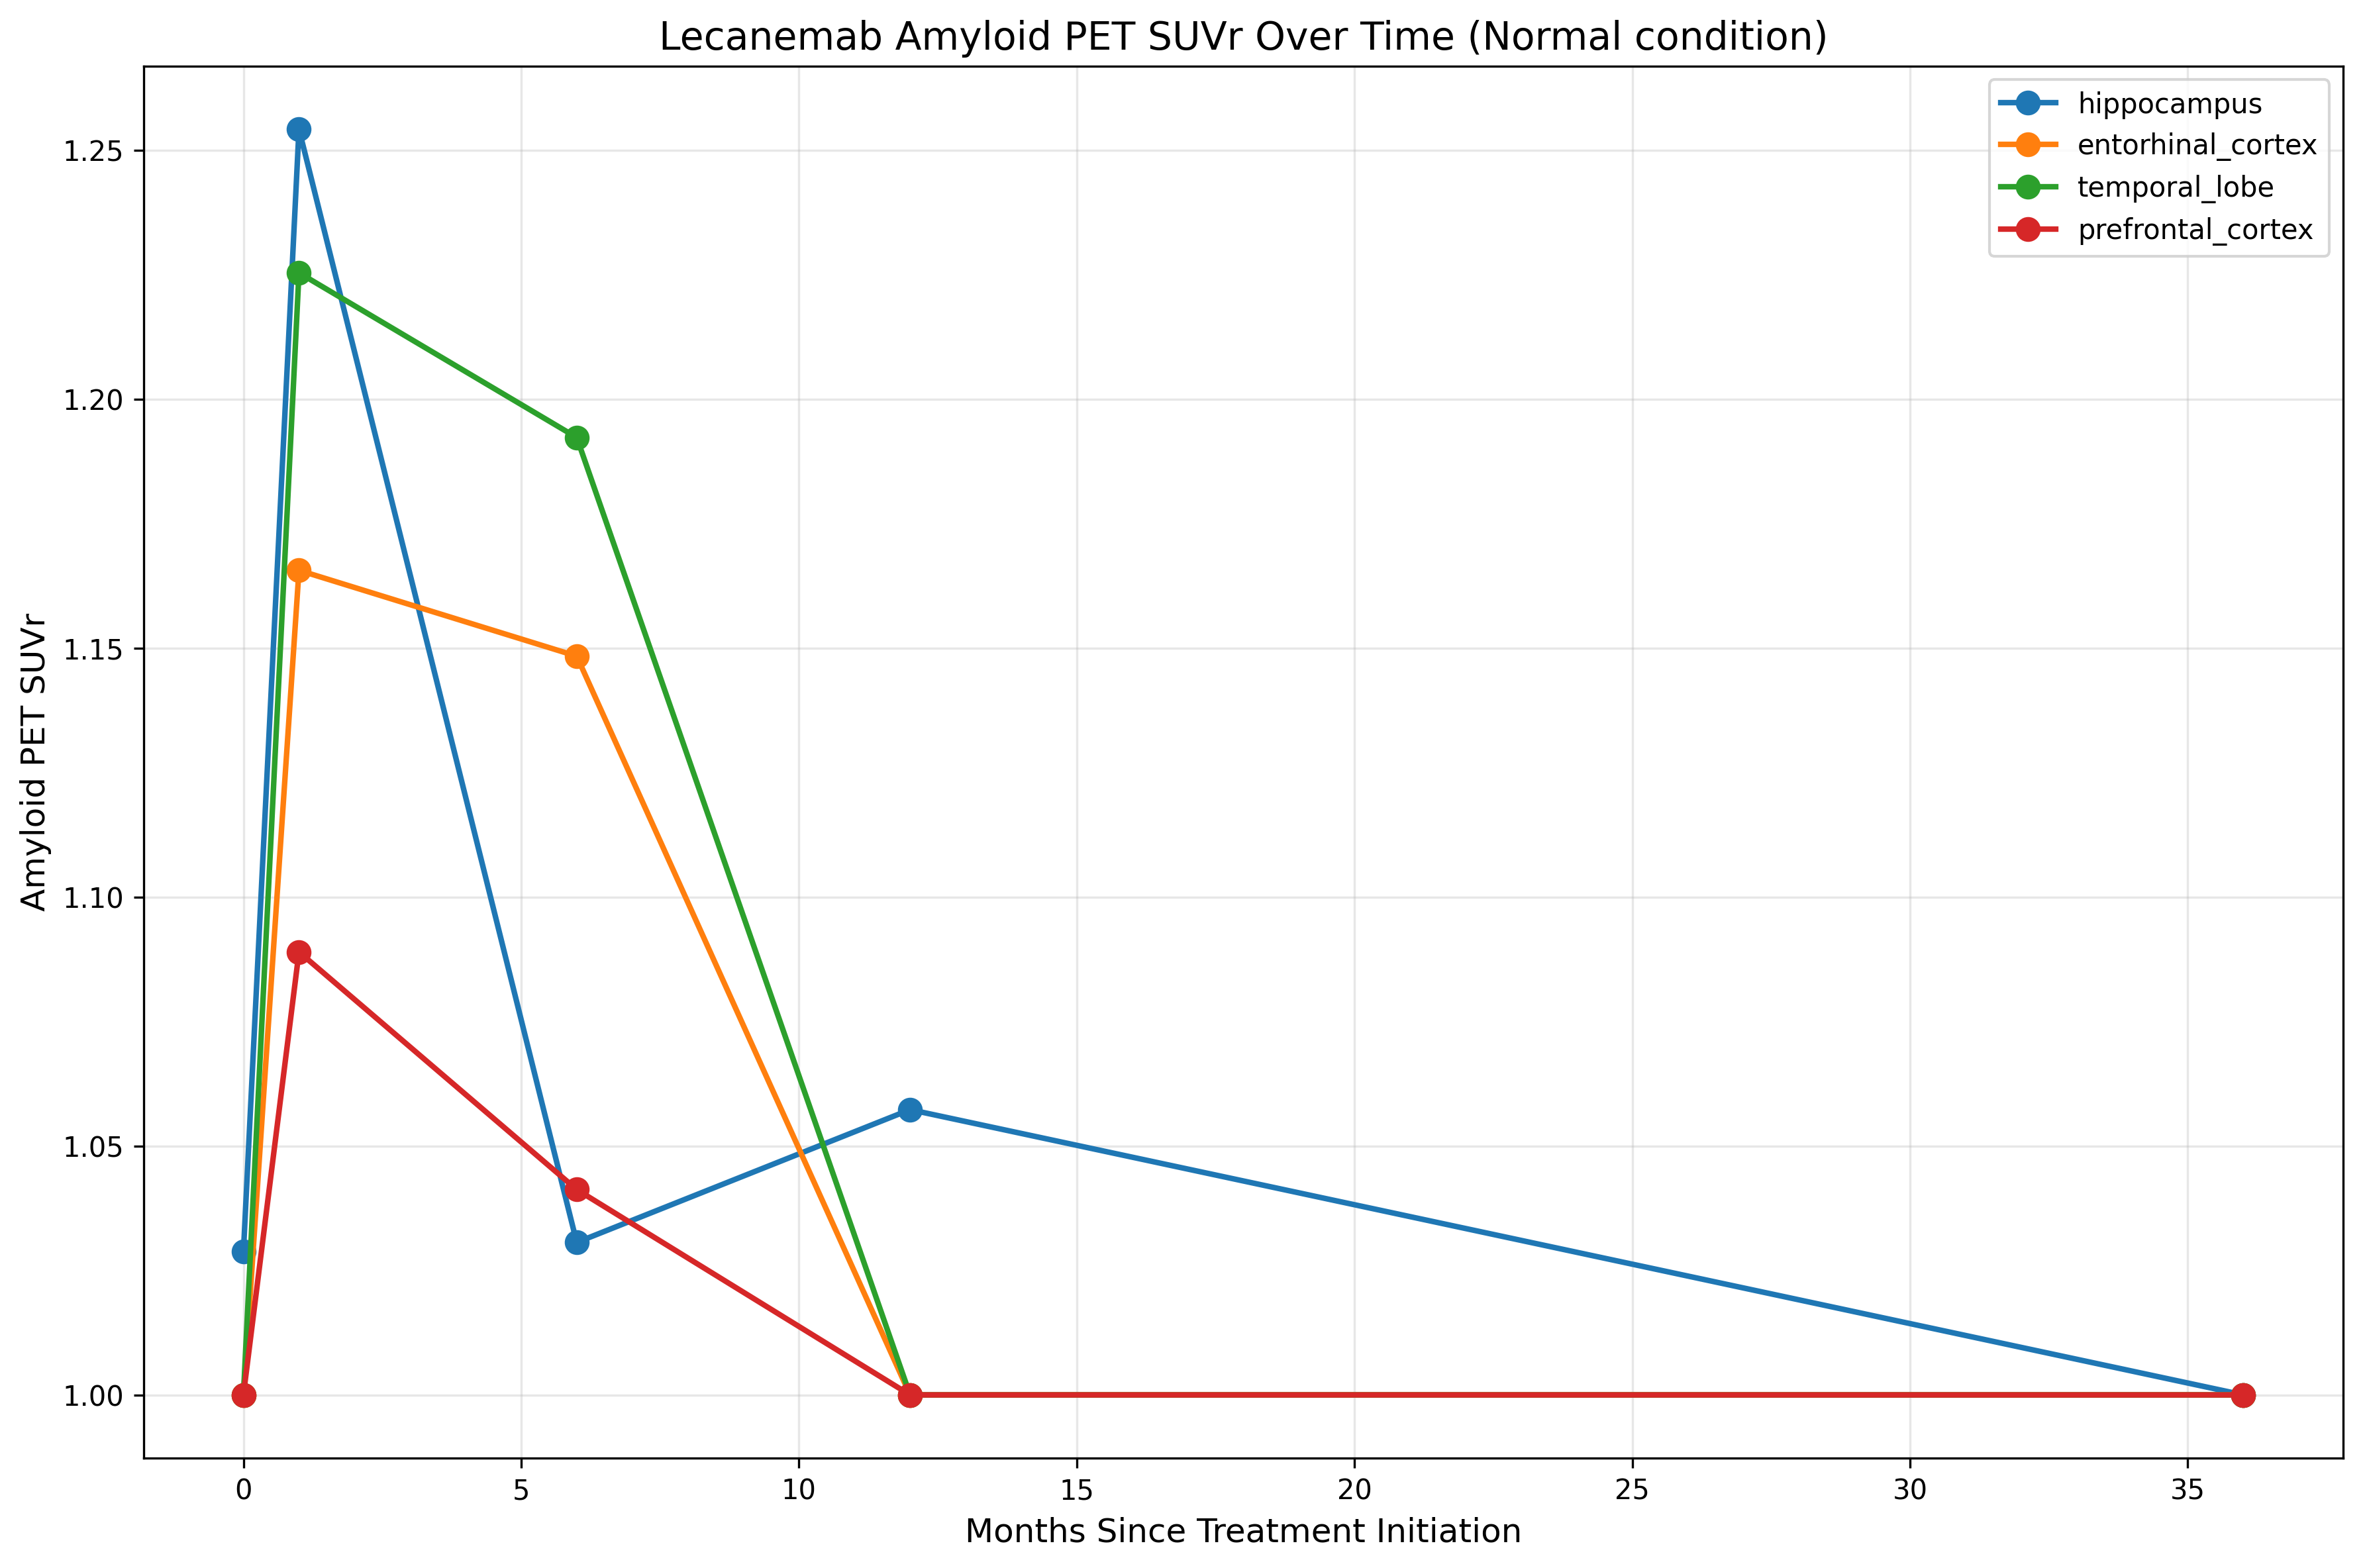 Lecanemab Amyloid PET SUVr Over Time (Normal condition)
hippocampus
entorhinal_cortex
temporal_lobe
prefrontal_cortex
Amyloid PET SUVr
1.25
1.20
1.15
1.10
1.05
1.00
0 5 10 15 20 25 30 35
Months Since Treatment Initiation